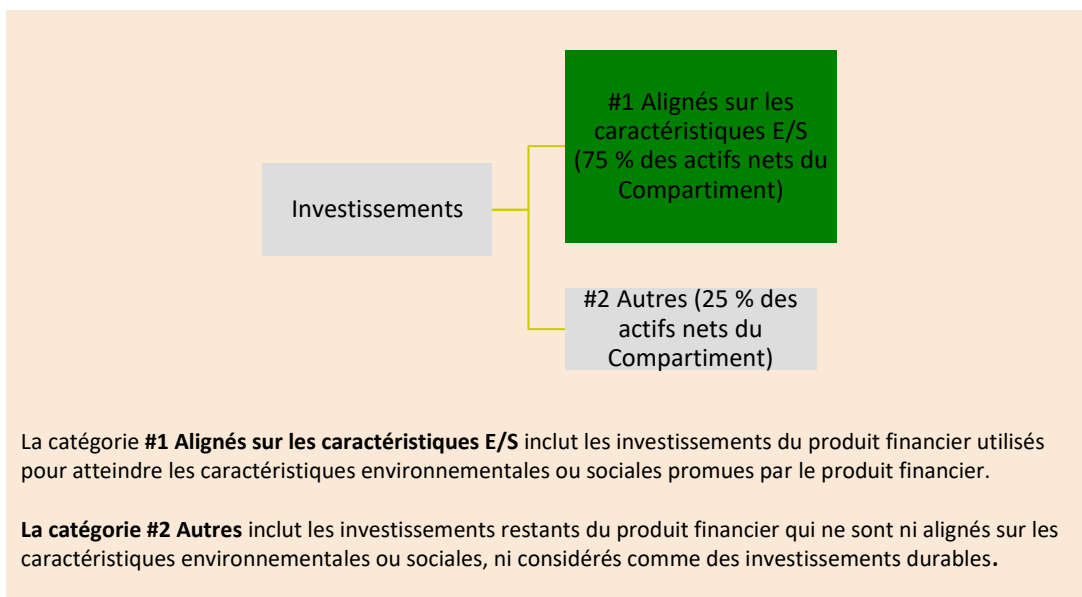 #1 Alignés sur les
caractéristiques E/S
(75 % des actifs nets du
Compartiment)
Investissements
#2 Autres (25 % des
actifs nets du
Compartiment)
La catégorie #1 Alignés sur les caractéristiques E/S inclut les investissements du produit financier utilisés
pour atteindre les caractéristiques environnementales ou sociales promues par le produit financier.
La catégorie #2 Autres inclut les investissements restants du produit financier qui ne sont ni alignés sur les
caractéristiques environnementales ou sociales, ni considérés comme des investissements durables.